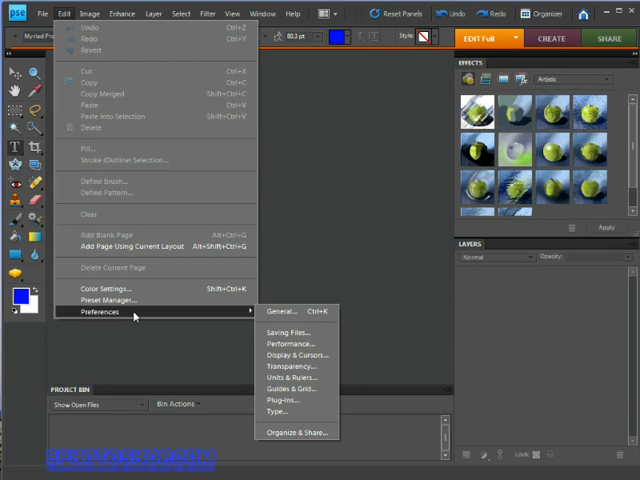 pse File Edit Image Enhance Layer Select Filter View Window Help Reset Panels Undo Redo Organizer
Myriad Pro 80.3 pt Style: EDIT Full CREATE SHARE
Undo Ctrl+Z
Redo Ctrl+Y
Revert
Cut Ctrl+X
Copy Ctrl+C
Copy Merged Shift+Ctrl+C
Paste Ctrl+V
Paste Into Selection Shift+Ctrl+V
Delete
Fill...
Stroke (Outline) Selection...
Define Brush...
Define Pattern...
Clear
Add Blank Page Alt+Ctrl+G
Add Page Using Current Layout Alt+Shift+Ctrl+G
Delete Current Page
Color Settings... Shift+Ctrl+K
Preset Manager...
Preferences
General... Ctrl+K
Saving Files...
Performance...
Display & Cursors...
Transparency...
Units & Rulers...
Guides & Grid...
Plug-Ins...
Type...
Organize & Share...
EFFECTS
Artistic
Apply
LAYERS
Normal Opacity:
Lock:
PROJECT BIN
Show Open Files Bin Actions